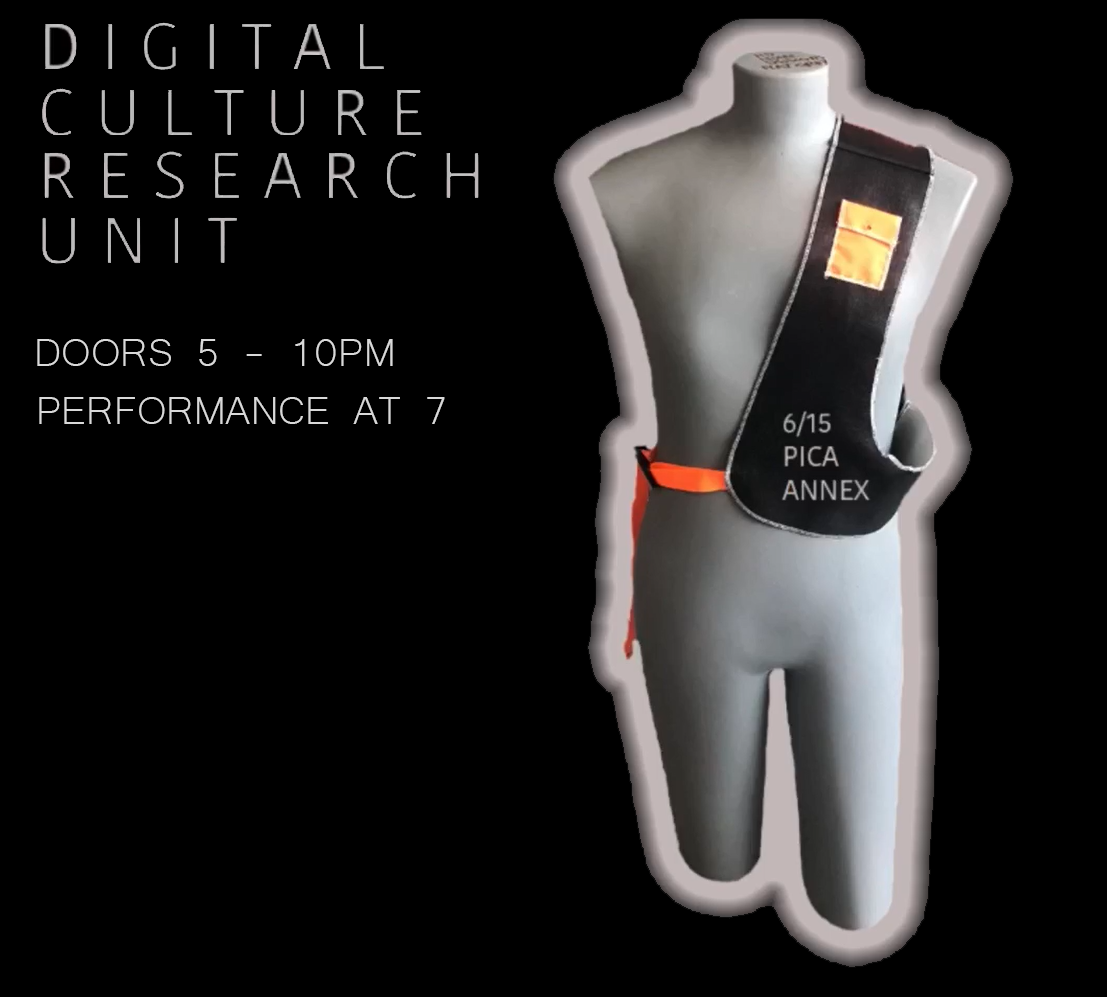 DIGITAL
CULTURE
RESEARCH
UNIT
DOORS 5 - 10PM
PERFORMANCE AT 7
6/15
PICA
ANNEX